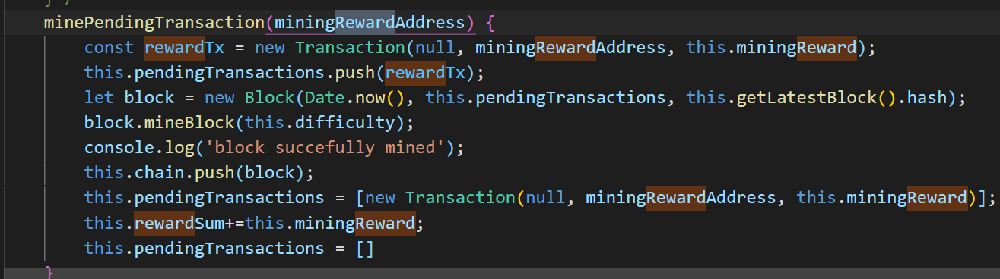 minePendingTransaction(miningRewardAddress) {
const rewardTx = new Transaction(null, miningRewardAddress, this.miningReward);
this.pendingTransactions.push(rewardTx);
let block = new Block(Date.now(), this.pendingTransactions, this.getLatestBlock().hash);
block.mineBlock(this.difficulty);
console.log('block succefully mined');
this.chain.push(block);
this.pendingTransactions = [new Transaction(null, miningRewardAddress, this.miningReward)];
this.rewardSum+=this.miningReward;
this.pendingTransactions = []
}